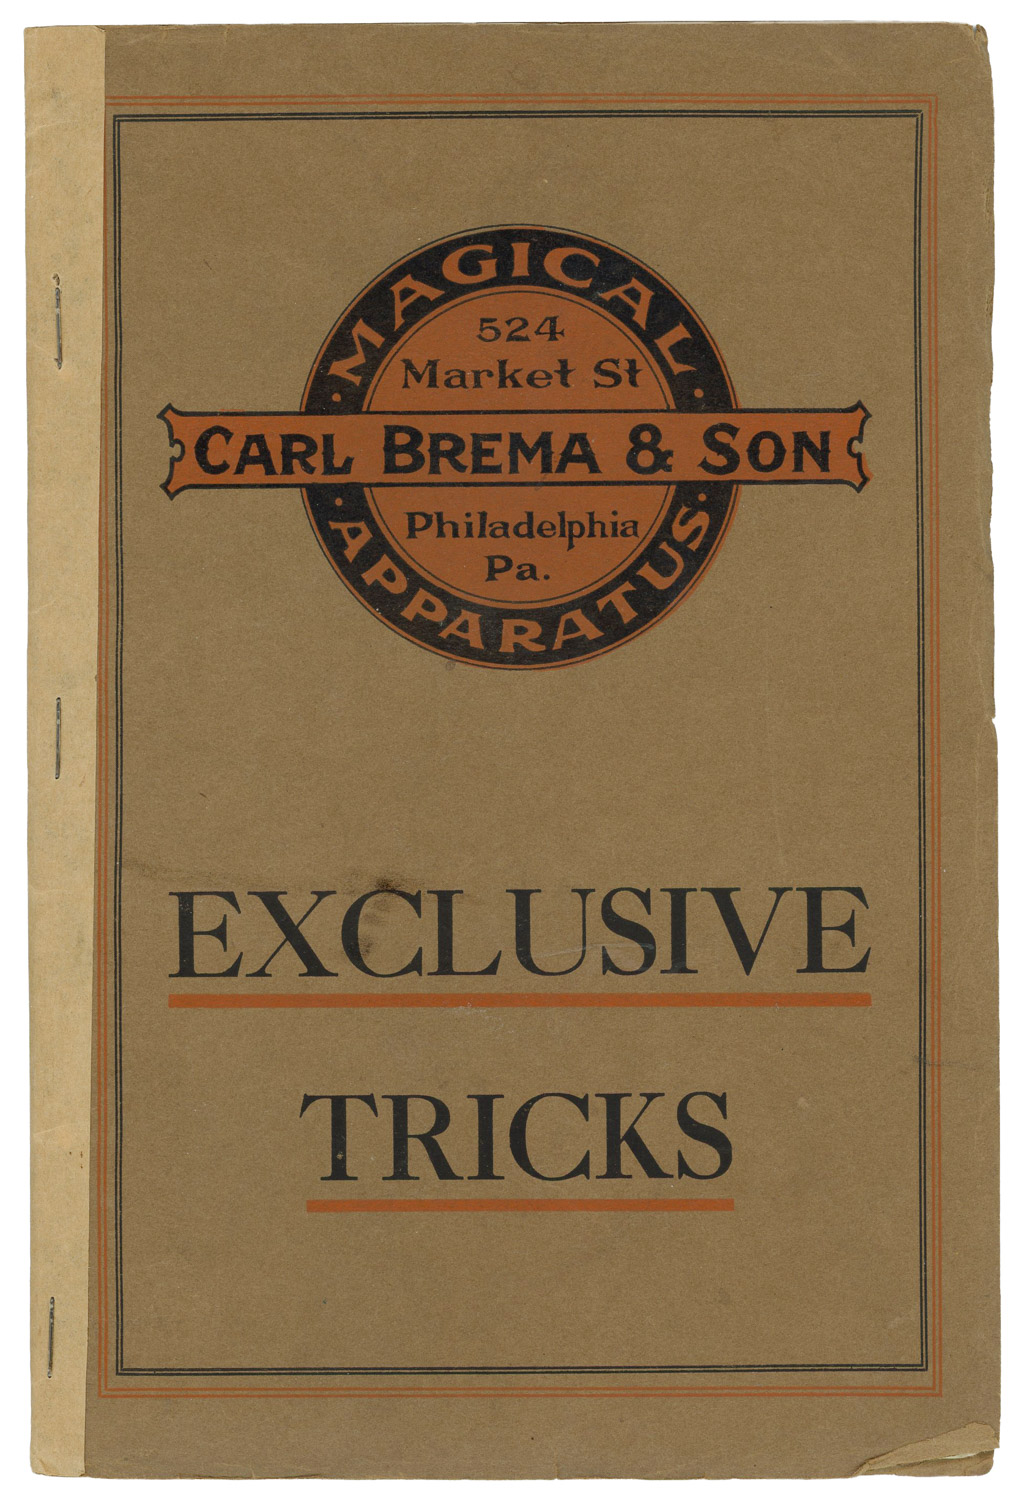 MAGICAL
524
Market St
CARL BREMA & SON
Philadelphia
Pa.
APPARATUS
EXCLUSIVE
TRICKS